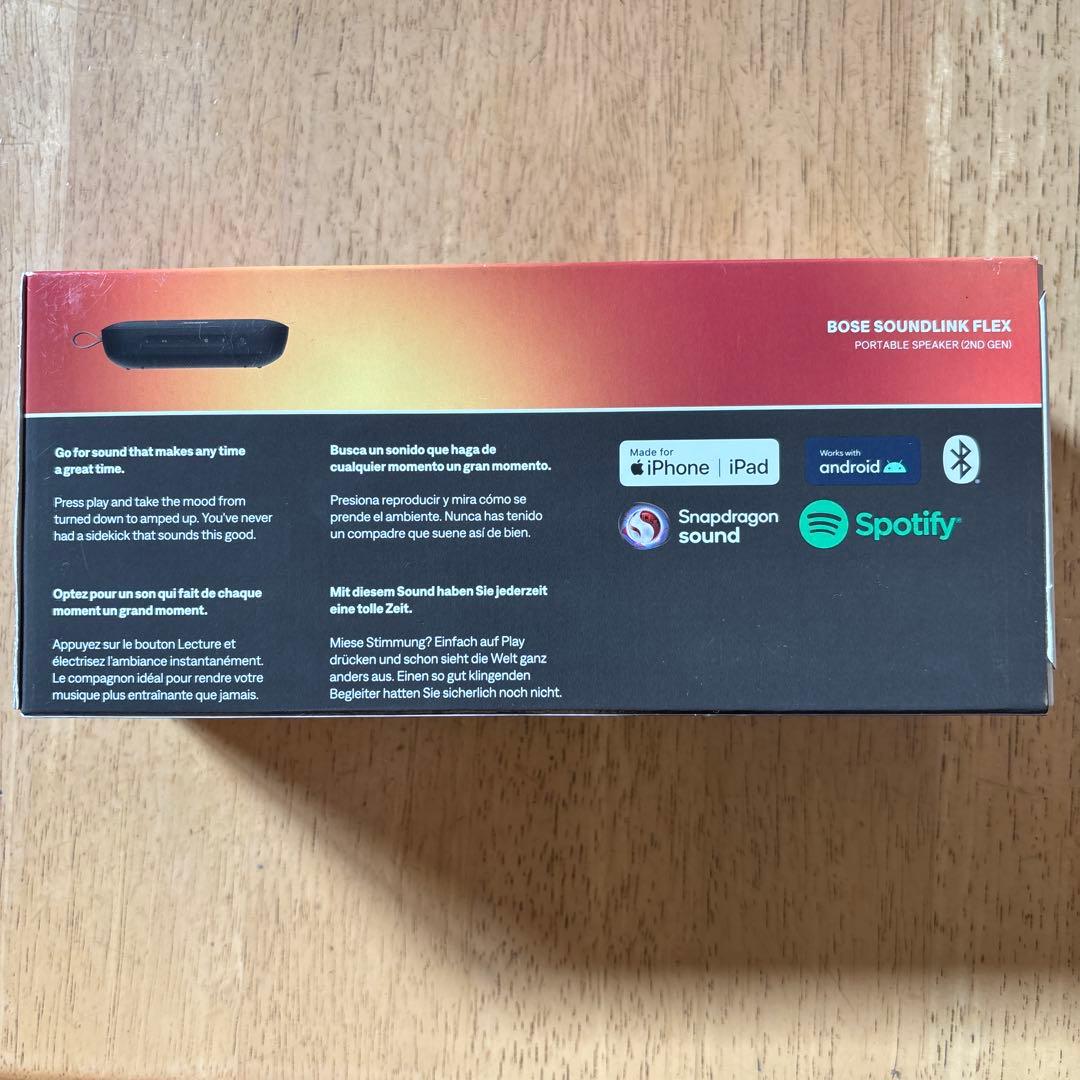 BOSE SOUNDLINK FLEX
PORTABLE SPEAKER (2ND GEN)
Go for sound that makes any time
a great time.
Press play and take the mood from
turned down to amped up. You've never
had a sidekick that sounds this good.
Optez pour un son qui fait de chaque
moment un grand moment.
Appuyez sur le bouton Lecture et
électrisez l'ambiance instantanément.
Le compagnon idéal pour rendre votre
musique plus entraînante que jamais.
Busca un sonido que haga de
cualquier momento un gran momento.
Presiona reproducir y mira cómo se
prende el ambiente. Nunca has tenido
un compadre que suene así de bien.
Mit diesem Sound haben Sie jederzeit
eine tolle Zeit.
Miese Stimmung? Einfach auf Play
drücken und schon sieht die Welt ganz
anders aus. Einen so gut klingenden
Begleiter hatten Sie sicherlich noch nicht.
Made for
iPhone | iPad
Works with
android
Snapdragon
sound
Spotify®